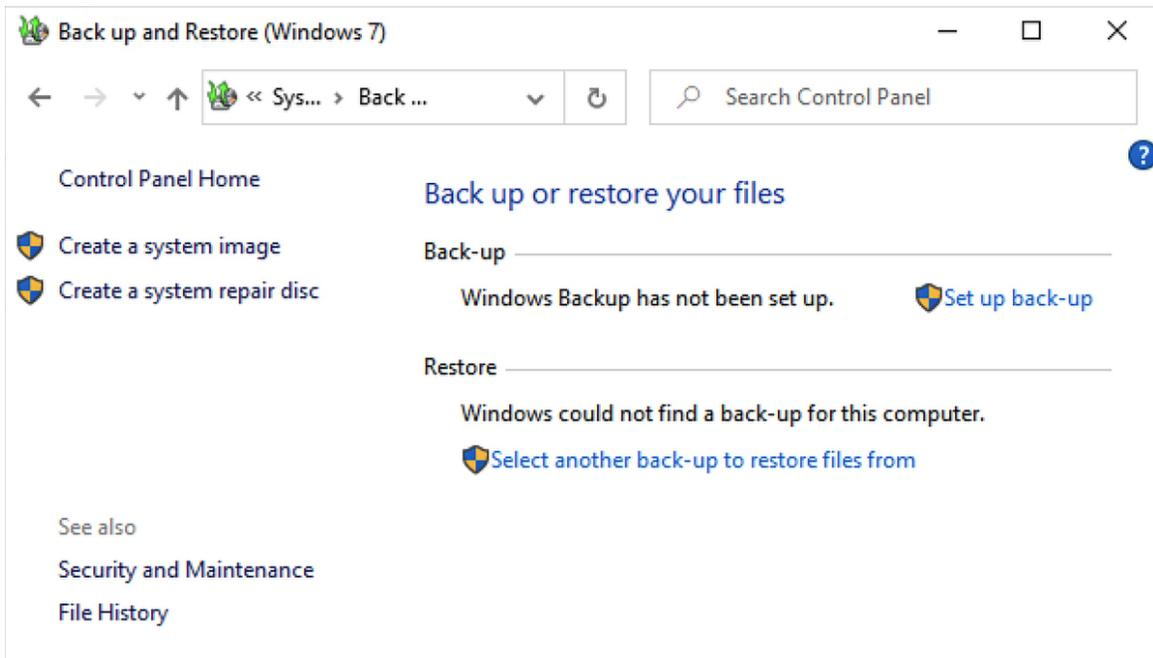 Back up and Restore (Windows 7)
« Sys... > Back ...
Search Control Panel
?
Control Panel Home
Create a system image
Create a system repair disc
See also
Security and Maintenance
File History
Back up or restore your files
Back-up
Windows Backup has not been set up.
Set up back-up
Restore
Windows could not find a back-up for this computer.
Select another back-up to restore files from